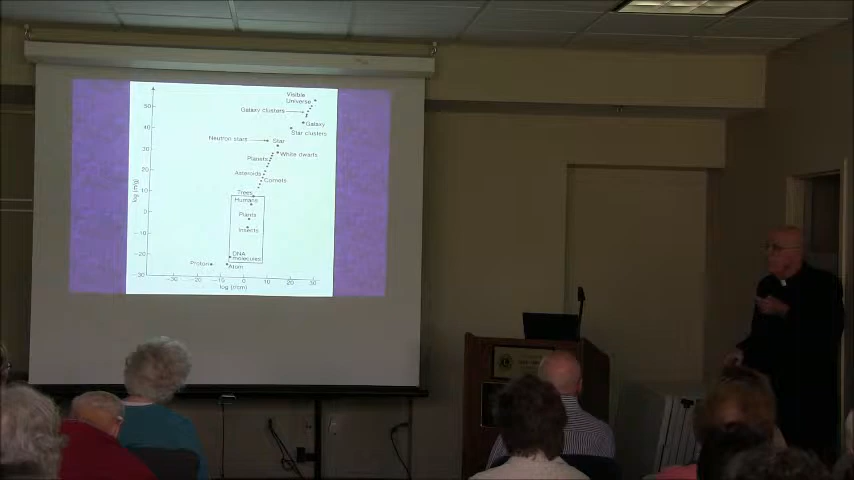 Visible
Universe
50
Galaxy clusters
Galaxy
40
Star clusters
Neutron stars
Star
30
White dwarfs
Planets
20
Asteroids
Comets
10
Trees
Humans
log (m/g)
0
Plants
−10
Insects
−20
DNA
molecules
Proton
Atom
−30
−30 −20 −10 0 10 20 30
log (r/cm)